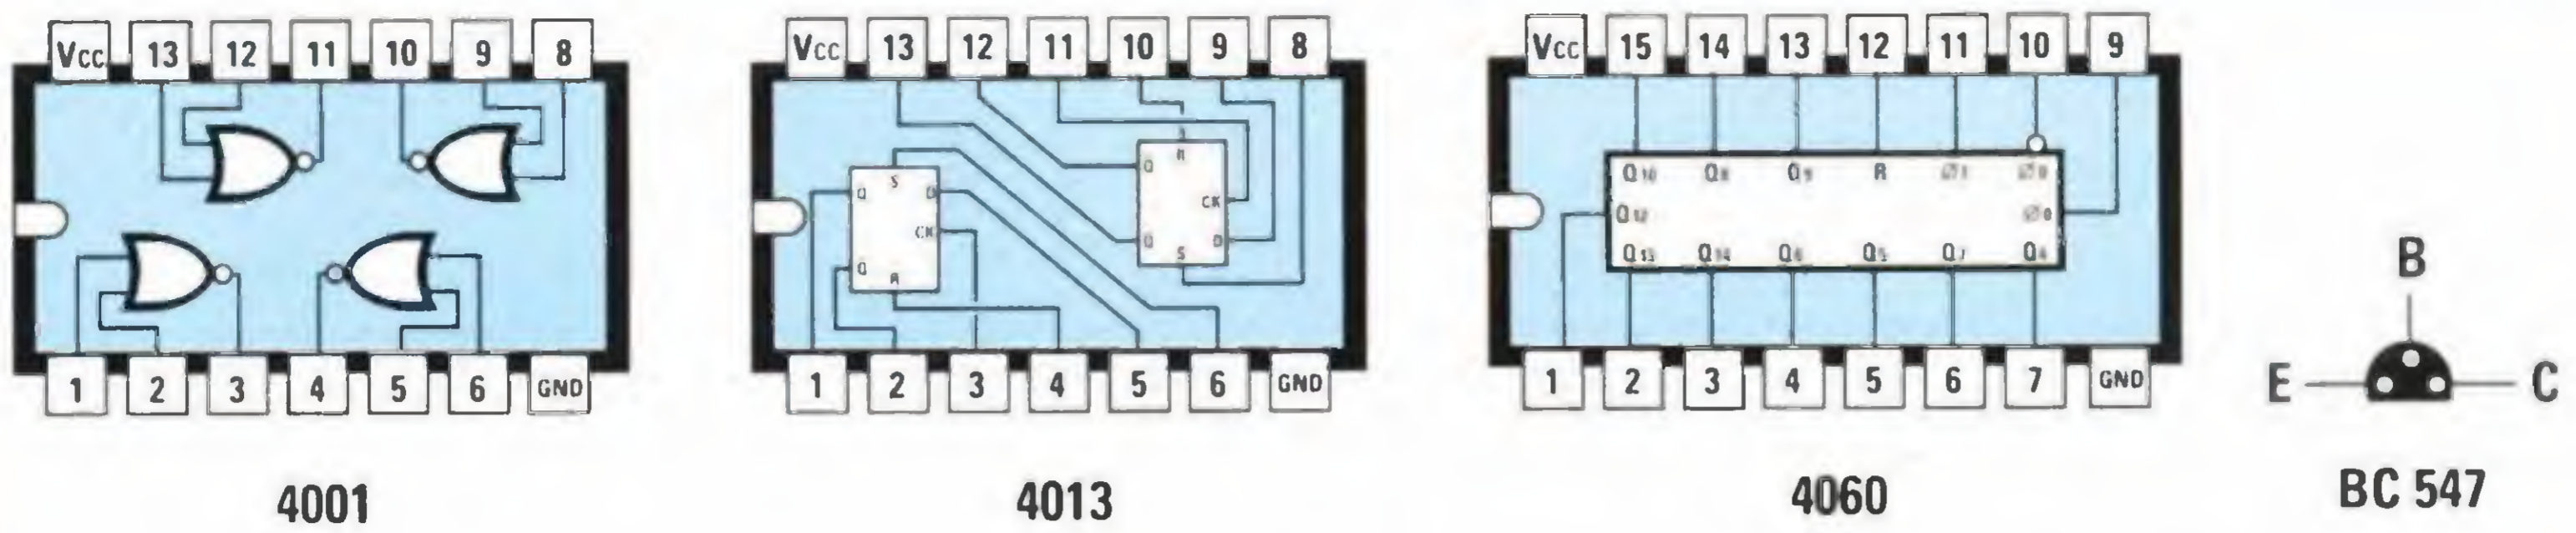 Vcc 13 12 11 10 9 8
1 2 3 4 5 6 GND
4001
Vcc 13 12 11 10 9 8
Q S D CK Q R
Q R CK D Q S
1 2 3 4 5 6 GND
4013
Vcc 15 14 13 12 11 10 9
Q10 Q8 Q9 R Ø1 Ø0
Q12 Ø0
Q13 Q14 Q6 Q5 Q7 Q4
1 2 3 4 5 6 7 GND
4060
B
E C
BC 547